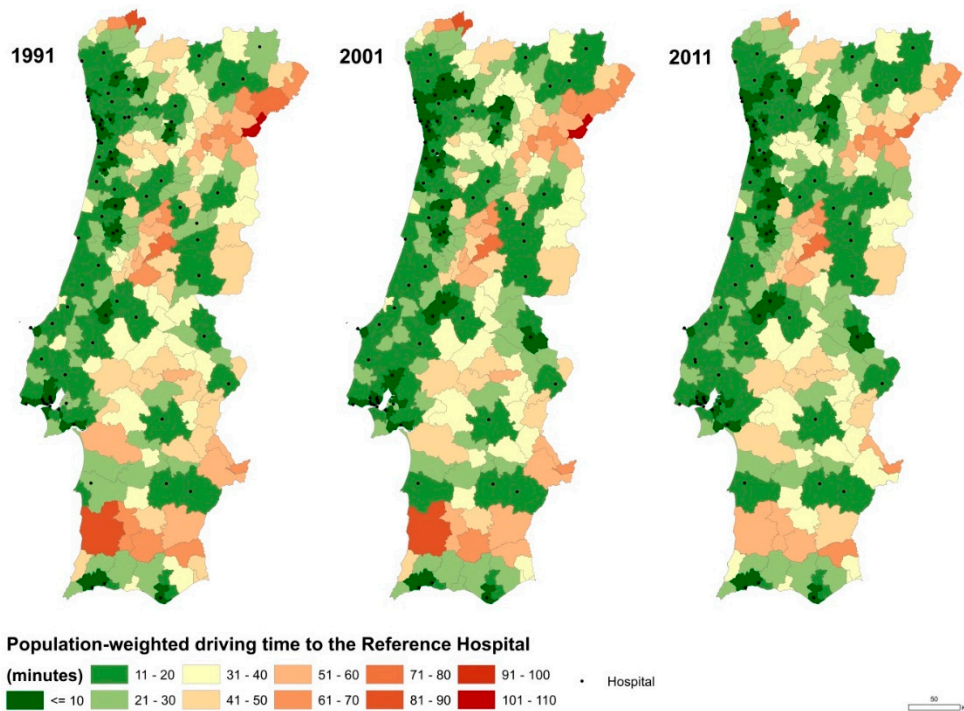 1991
2001
2011
Population-weighted driving time to the Reference Hospital
(minutes)
11 - 20
31 - 40
51 - 60
71 - 80
91 - 100
Hospital
<= 10
21 - 30
41 - 50
61 - 70
81 - 90
101 - 110
50